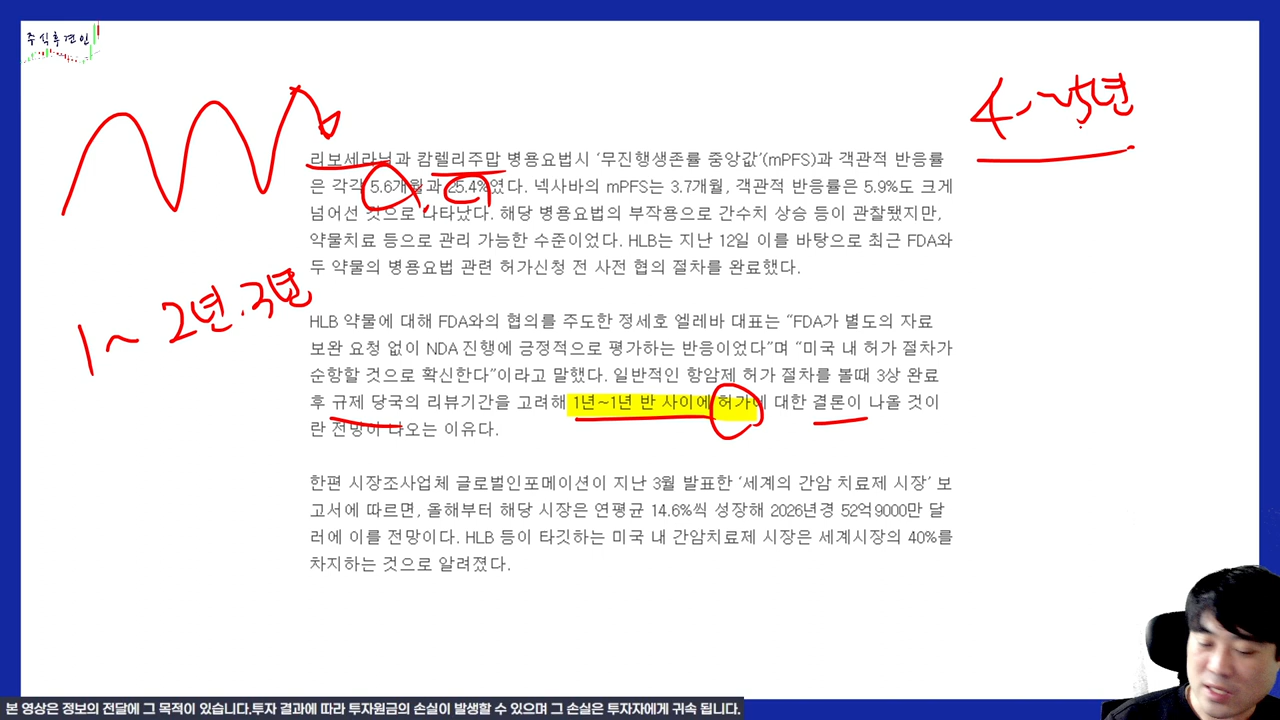 주식후견인
4~5년
리보세라닙과 캄렐리주맙 병용요법시 ‘무진행생존률 중앙값’(mPFS)과 객관적 반응률
은 각각 5.6개월과 25.4%였다. 넥사바의 mPFS는 3.7개월, 객관적 반응률은 5.9%도 크게
넘어선 것으로 나타났다. 해당 병용요법의 부작용으로 간수치 상승 등이 관찰됐지만,
약물치료 등으로 관리 가능한 수준이었다. HLB는 지난 12일 이를 바탕으로 최근 FDA와
두 약물의 병용요법 관련 허가신청 전 사전 협의 절차를 완료했다.
1~2년.3년
HLB 약물에 대해 FDA와의 협의를 주도한 정세호 엘레바 대표는 “FDA가 별도의 자료
보완 요청 없이 NDA 진행에 긍정적으로 평가하는 반응이었다”며 “미국 내 허가 절차가
순항할 것으로 확신한다”이라고 말했다. 일반적인 항암제 허가 절차를 볼때 3상 완료
후 규제 당국의 리뷰기간을 고려해 1년~1년 반 사이에 허가에 대한 결론이 나올 것이
란 전망이 나오는 이유다.
한편 시장조사업체 글로벌인포메이션이 지난 3월 발표한 ‘세계의 간암 치료제 시장’ 보
고서에 따르면, 올해부터 해당 시장은 연평균 14.6%씩 성장해 2026년경 52억9000만 달
러에 이를 전망이다. HLB 등이 타깃하는 미국 내 간암치료제 시장은 세계시장의 40%를
차지하는 것으로 알려졌다.
본 영상은 정보의 전달에 그 목적이 있습니다.투자 결과에 따라 투자원금의 손실이 발생할 수 있으며 그 손실은 투자자에게 귀속 됩니다.